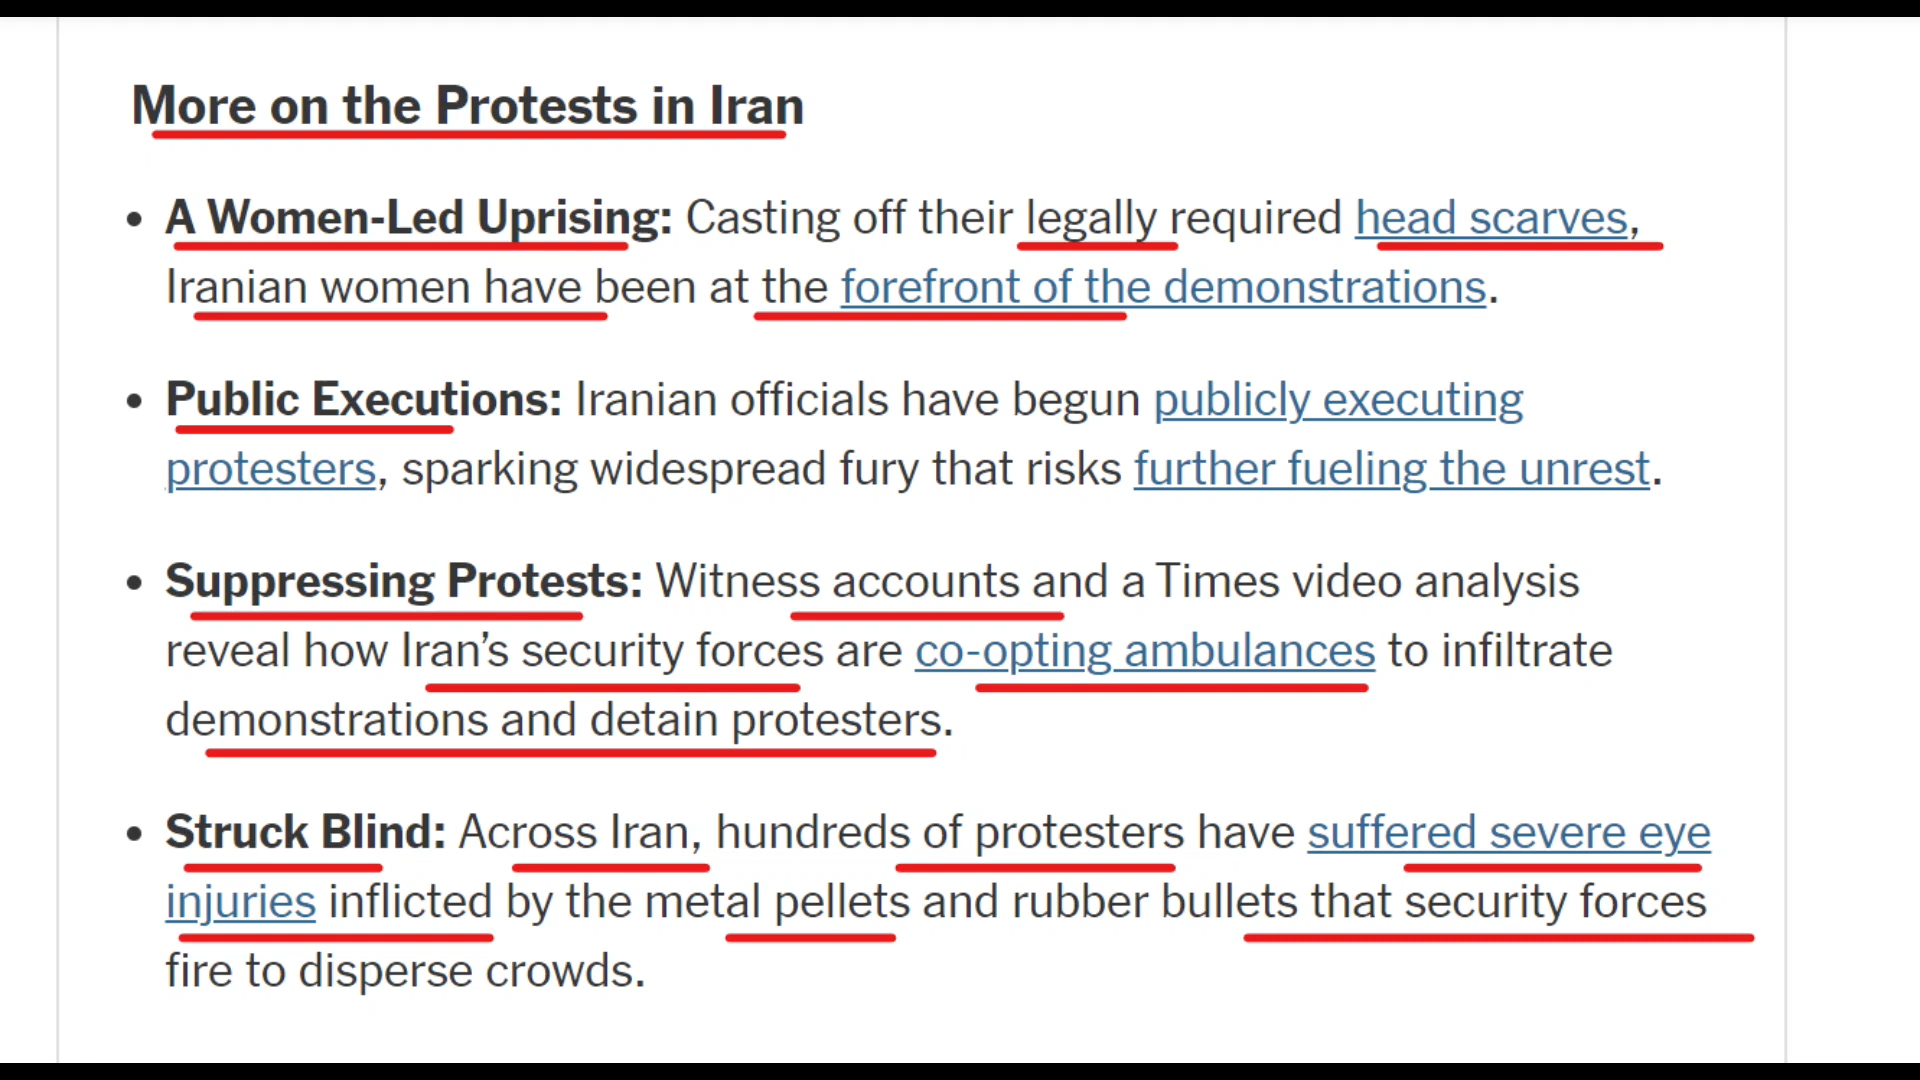 More on the Protests in Iran
• A Women-Led Uprising: Casting off their legally required head scarves,
Iranian women have been at the forefront of the demonstrations.
• Public Executions: Iranian officials have begun publicly executing
protesters, sparking widespread fury that risks further fueling the unrest.
• Suppressing Protests: Witness accounts and a Times video analysis
reveal how Iran’s security forces are co-opting ambulances to infiltrate
demonstrations and detain protesters.
• Struck Blind: Across Iran, hundreds of protesters have suffered severe eye
injuries inflicted by the metal pellets and rubber bullets that security forces
fire to disperse crowds.